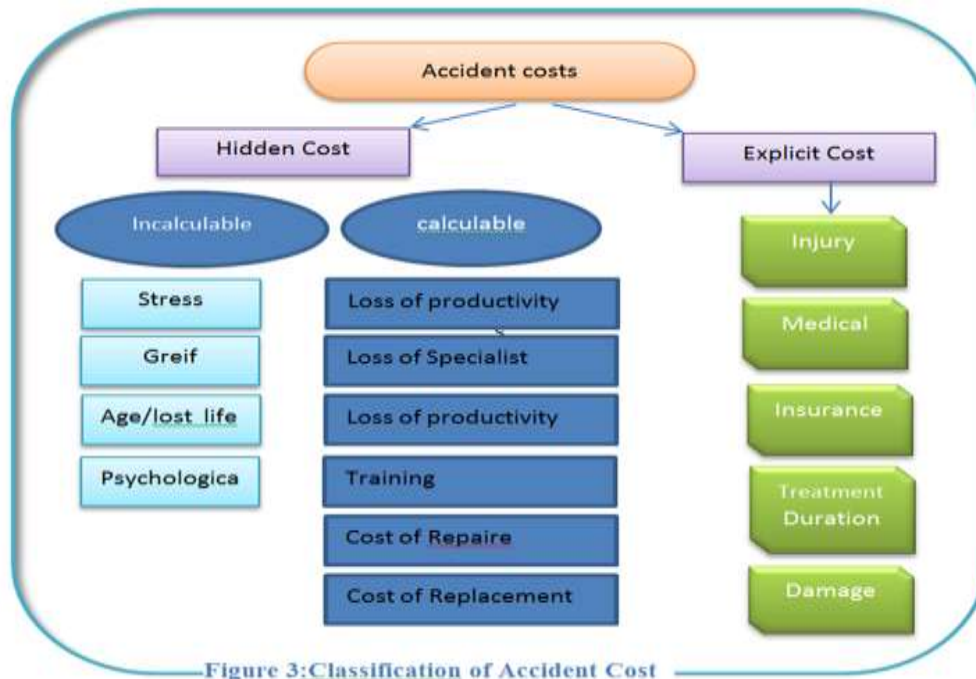 Accident costs
Hidden Cost
Explicit Cost
Incalculable
calculable
Stress
Greif
Age/lost life
Psychologica
Loss of productivity
Loss of Specialist
Loss of productivity
Training
Cost of Repaire
Cost of Replacement
Injury
Medical
Insurance
Treatment
Duration
Damage
Figure 3:Classification of Accident Cost